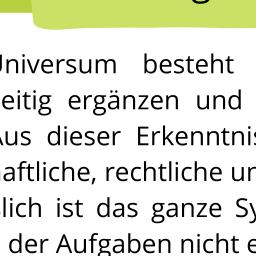 Universum besteht
eitig ergänzen und
Aus dieser Erkenntnis
aftliche, rechtliche un
lich ist das ganze Sy
der Aufgaben nicht e